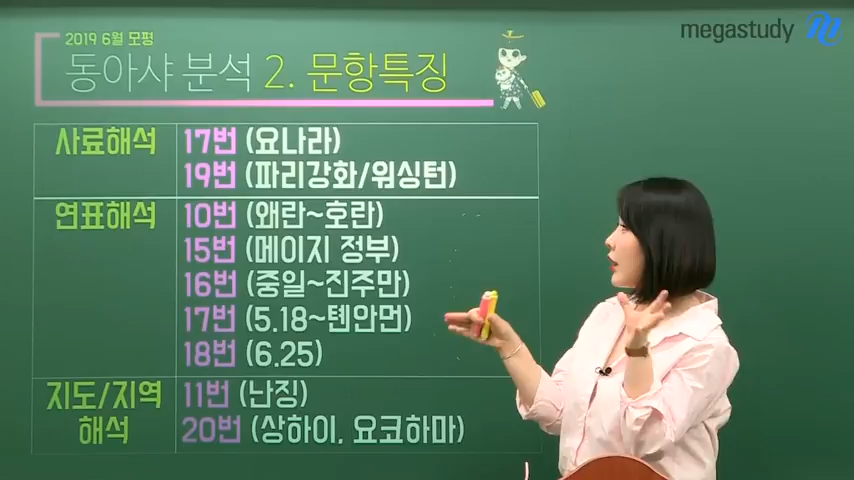 megastudy
2019 6월 모평
동아샤 분석 2. 문항특징
사료해석
17번 (요나라)
19번 (파리강화/워싱턴)
연표해석
10번 (왜란~호란)
15번 (메이지 정부)
16번 (중일~진주만)
17번 (5.18~톈안먼)
18번 (6.25)
지도/지역
해석
11번 (난징)
20번 (상하이, 요코하마)